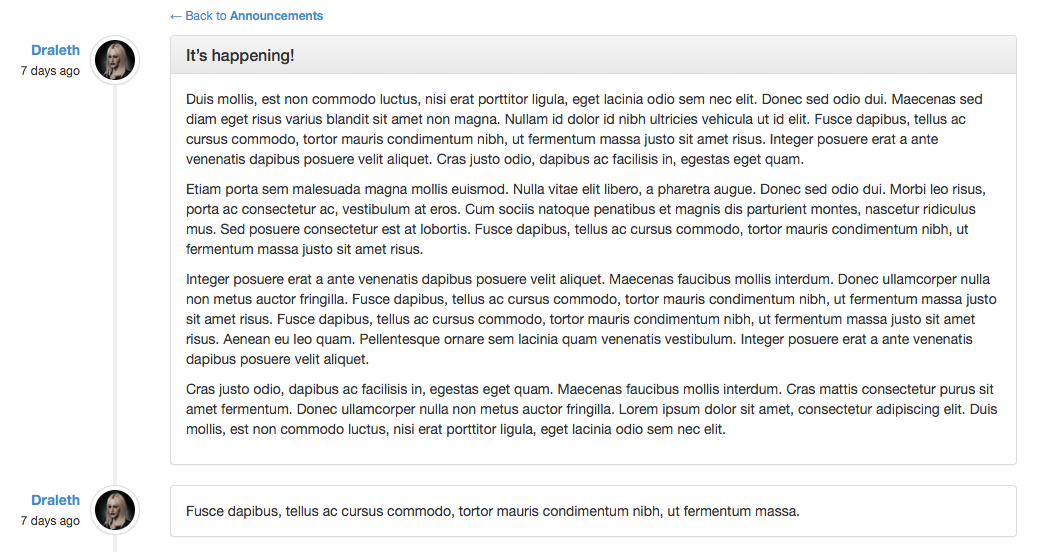 ← Back to Announcements
Draleth
7 days ago
It's happening!
Duis mollis, est non commodo luctus, nisi erat porttitor ligula, eget lacinia odio sem nec elit. Donec sed odio dui. Maecenas sed
diam eget risus varius blandit sit amet non magna. Nullam id dolor id nibh ultricies vehicula ut id elit. Fusce dapibus, tellus ac
cursus commodo, tortor mauris condimentum nibh, ut fermentum massa justo sit amet risus. Integer posuere erat a ante
venenatis dapibus posuere velit aliquet. Cras justo odio, dapibus ac facilisis in, egestas eget quam.
Etiam porta sem malesuada magna mollis euismod. Nulla vitae elit libero, a pharetra augue. Donec sed odio dui. Morbi leo risus,
porta ac consectetur ac, vestibulum at eros. Cum sociis natoque penatibus et magnis dis parturient montes, nascetur ridiculus
mus. Sed posuere consectetur est at lobortis. Fusce dapibus, tellus ac cursus commodo, tortor mauris condimentum nibh, ut
fermentum massa justo sit amet risus.
Integer posuere erat a ante venenatis dapibus posuere velit aliquet. Maecenas faucibus mollis interdum. Donec ullamcorper nulla
non metus auctor fringilla. Fusce dapibus, tellus ac cursus commodo, tortor mauris condimentum nibh, ut fermentum massa justo
sit amet risus. Fusce dapibus, tellus ac cursus commodo, tortor mauris condimentum nibh, ut fermentum massa justo sit amet
risus. Aenean eu leo quam. Pellentesque ornare sem lacinia quam venenatis vestibulum. Integer posuere erat a ante venenatis
dapibus posuere velit aliquet.
Cras justo odio, dapibus ac facilisis in, egestas eget quam. Maecenas faucibus mollis interdum. Cras mattis consectetur purus sit
amet fermentum. Donec ullamcorper nulla non metus auctor fringilla. Lorem ipsum dolor sit amet, consectetur adipiscing elit. Duis
mollis, est non commodo luctus, nisi erat porttitor ligula, eget lacinia odio sem nec elit.
Draleth
7 days ago
Fusce dapibus, tellus ac cursus commodo, tortor mauris condimentum nibh, ut fermentum massa.